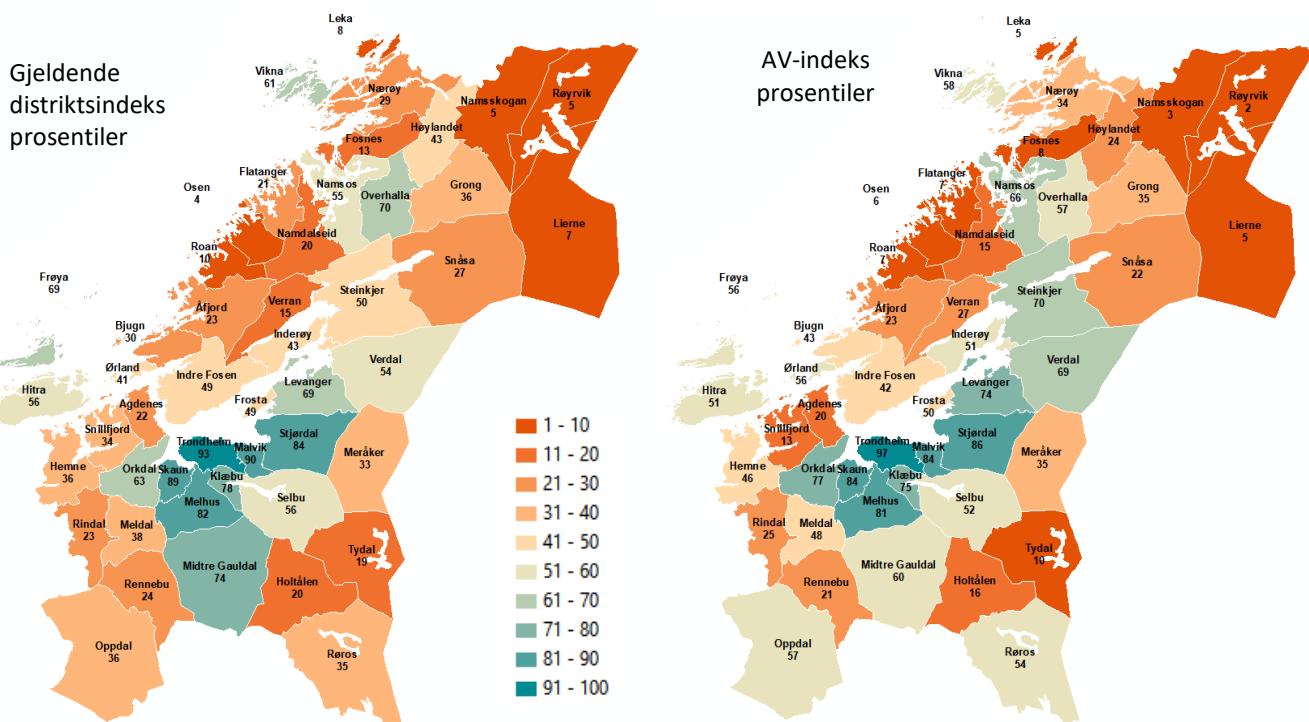 Gjeldende
distriktsindeks
prosentiler
Leka
8
Vikna
61
Nærøy
29
Namsskogan
5
Røyrvik
5
Høylandet
43
Fosnes
13
Flatanger
21
Namsos
55
Overhalla
70
Grong
36
Osen
4
Lierne
7
Namdalseid
20
Roan
10
Snåsa
27
Frøya
69
Steinkjer
50
Åfjord
23
Verran
15
Bjugn
30
Inderøy
43
Verdal
54
Ørland
41
Indre Fosen
49
Levanger
69
Hitra
56
Agdenes
22
Frosta
49
Snillfjord
34
Trondheim
93
Malvik
90
Stjørdal
84
Meråker
33
Hemne
36
Orkdal
63
Skaun
89
Klæbu
78
Melhus
82
Selbu
56
Rindal
23
Meldal
38
Midtre Gauldal
74
Tydal
19
Rennebu
24
Holtålen
20
Oppdal
36
Røros
35
1 - 10
11 - 20
21 - 30
31 - 40
41 - 50
51 - 60
61 - 70
71 - 80
81 - 90
91 - 100
AV-indeks
prosentiler
Leka
5
Vikna
58
Nærøy
34
Namsskogan
3
Røyrvik
2
Høylandet
24
Fosnes
8
Flatanger
7
Namsos
66
Overhalla
57
Grong
35
Osen
6
Lierne
5
Namdalseid
15
Roan
7
Snåsa
22
Frøya
56
Steinkjer
70
Åfjord
23
Verran
27
Bjugn
43
Inderøy
51
Verdal
69
Ørland
56
Indre Fosen
42
Levanger
74
Hitra
51
Agdenes
20
Frosta
50
Snillfjord
13
Trondheim
97
Malvik
84
Stjørdal
86
Meråker
35
Hemne
46
Orkdal
77
Skaun
84
Klæbu
75
Melhus
81
Selbu
52
Rindal
25
Meldal
48
Midtre Gauldal
60
Tydal
10
Rennebu
21
Holtålen
16
Oppdal
57
Røros
54